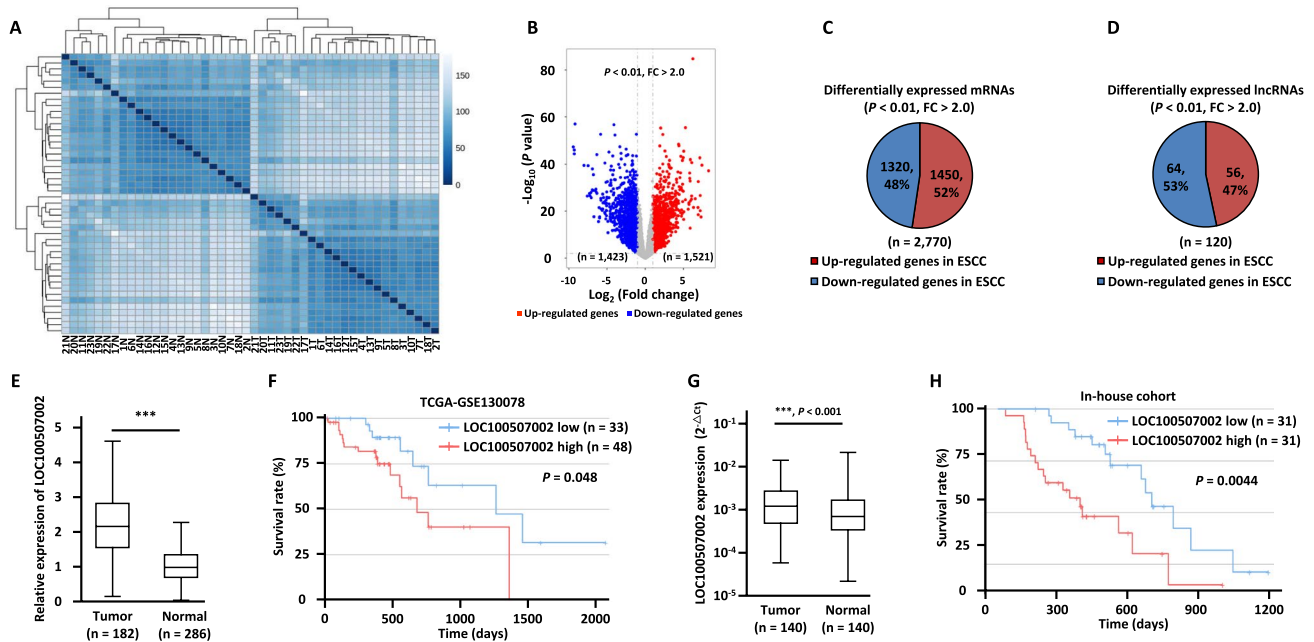 A
150
100
50
0
21N 20N 11N 23N 19N 22N 17N 1N 6N 14N 16N 12N 15N 4N 13N 9N 5N 8N 3N 10N 7N 18N 2N 21T 20T 11T 23T 19T 22T 17T 1T 6T 14T 16T 12T 15T 4T 13T 9T 5T 8T 3T 10T 7T 18T 2T
B
P < 0.01, FC > 2.0
-Log10 (P value)
80
60
40
20
0
(n = 1,423)
(n = 1,521)
-10 -5 0 5
Log2 (Fold change)
Up-regulated genes Down-regulated genes
C
Differentially expressed mRNAs
(P < 0.01, FC > 2.0)
1320,
48%
1450,
52%
(n = 2,770)
Up-regulated genes in ESCC
Down-regulated genes in ESCC
D
Differentially expressed lncRNAs
(P < 0.01, FC > 2.0)
64,
53%
56,
47%
(n = 120)
Up-regulated genes in ESCC
Down-regulated genes in ESCC
E
Relative expression of LOC100507002
***
5
4
3
2
1
0
Tumor Normal
(n = 182) (n = 286)
F
TCGA-GSE130078
LOC100507002 low (n = 33)
LOC100507002 high (n = 48)
P = 0.048
Survival rate (%)
100
75
50
25
0
0 500 1000 1500 2000
Time (days)
G
LOC100507002 expression (2-ΔCt)
***, P < 0.001
10-1
10-2
10-3
10-4
10-5
Tumor Normal
(n = 140) (n = 140)
H
In-house cohort
LOC100507002 low (n = 31)
LOC100507002 high (n = 31)
P = 0.0044
Survival rate (%)
100
75
50
25
0
0 300 600 900 1200
Time (days)